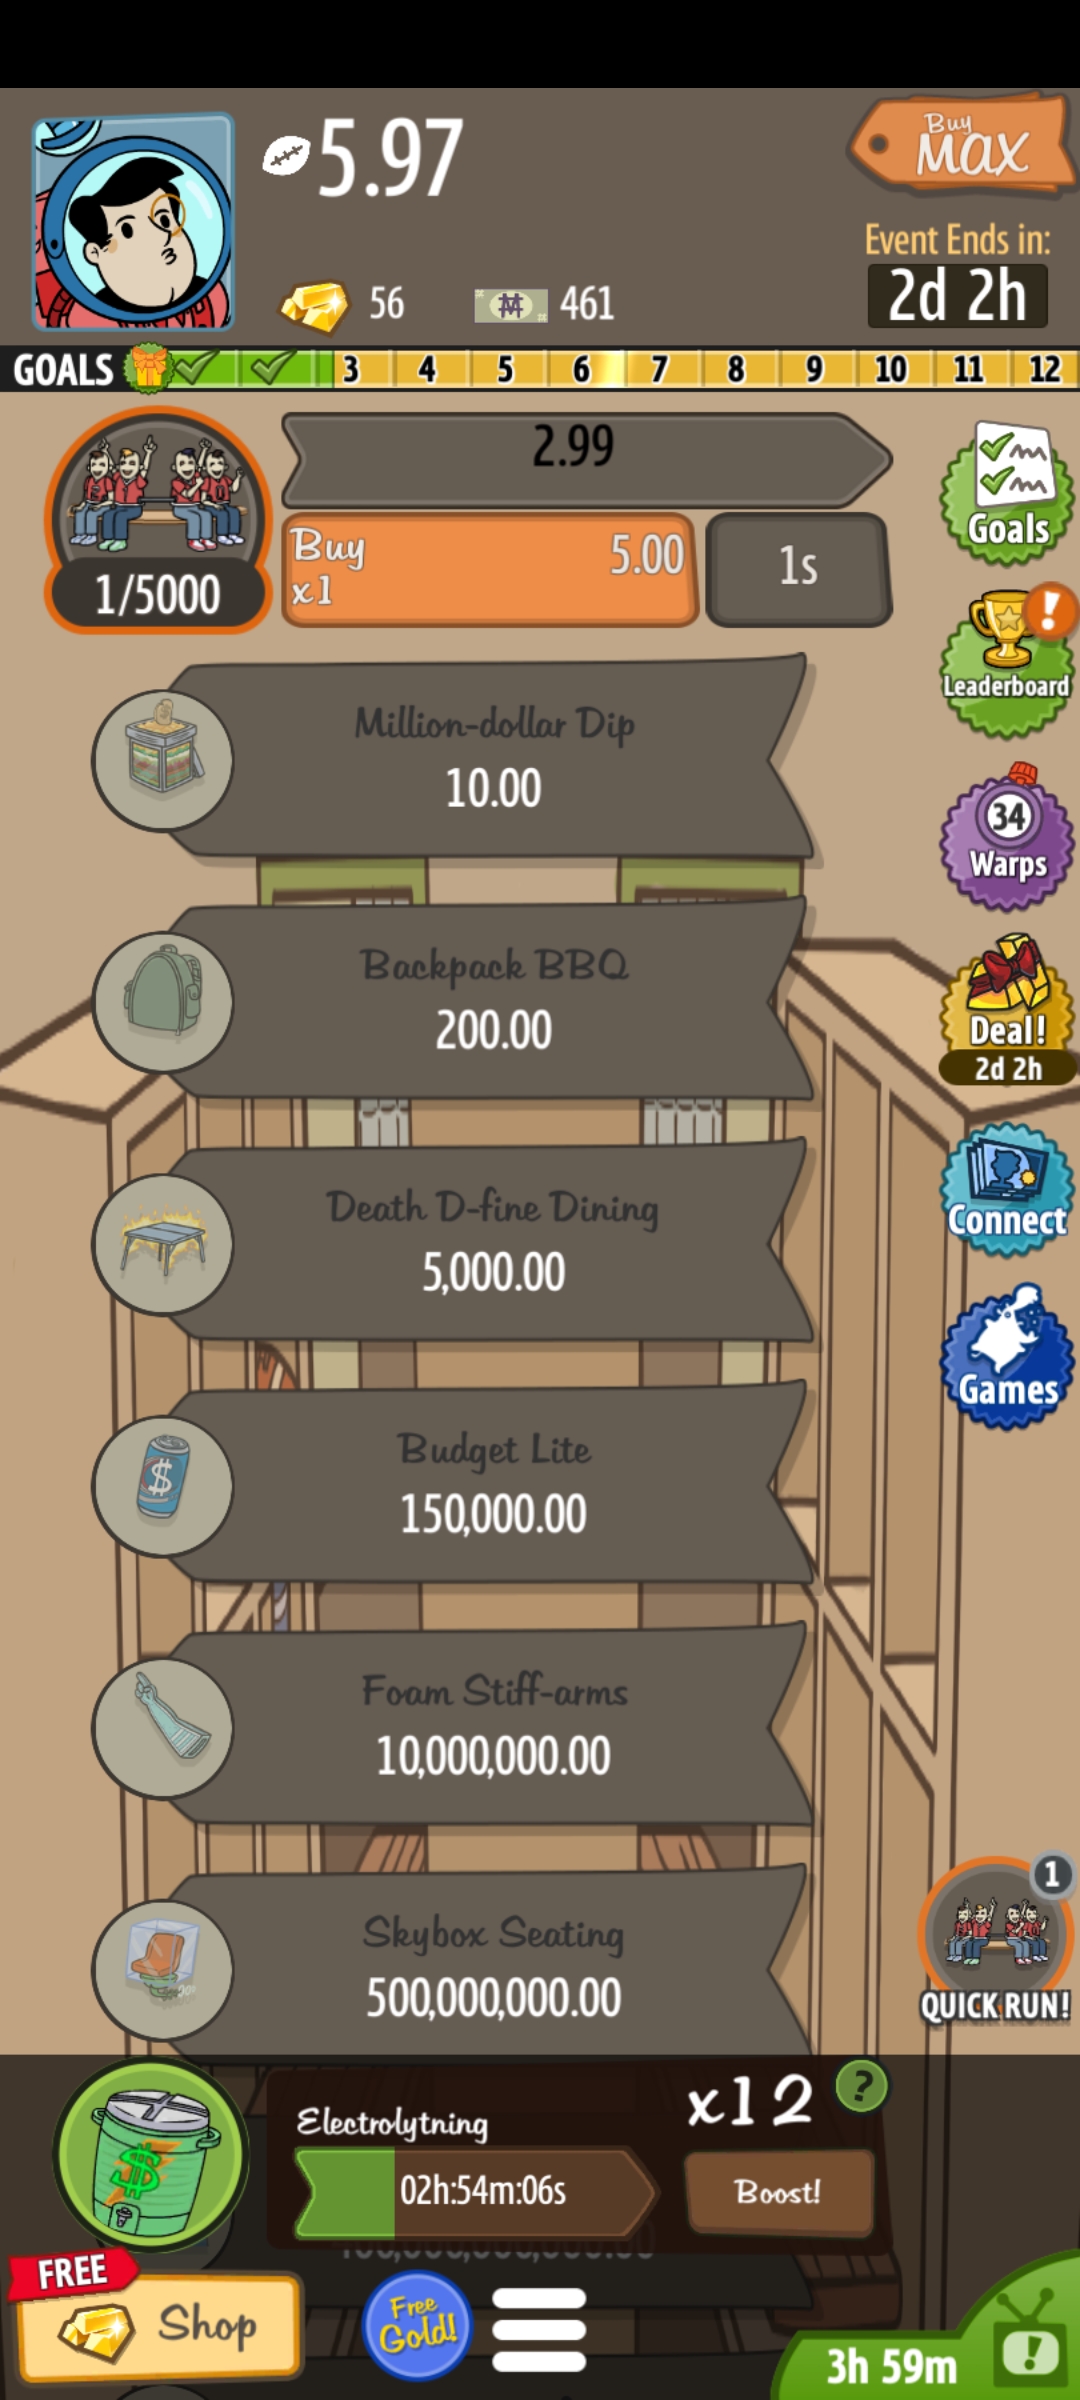 5.97
Buy
MAX
Event Ends in:
2d 2h
56
461
GOALS 3 4 5 6 7 8 9 10 11 12
2.99
Buy
x1
5.00
1s
1/5000
Goals
Leaderboard
Million-dollar Dip
10.00
34
Warps
Backpack BBQ
200.00
Deal!
2d 2h
Death D-fine Dining
5,000.00
Connect
Games
Budget Lite
150,000.00
Foam Stiff-arms
10,000,000.00
Skybox Seating
500,000,000.00
1
QUICK RUN!
Electrolytning
x12
?
02h:54m:06s
Boost!
FREE
Shop
Free
Gold!
3h 59m
!